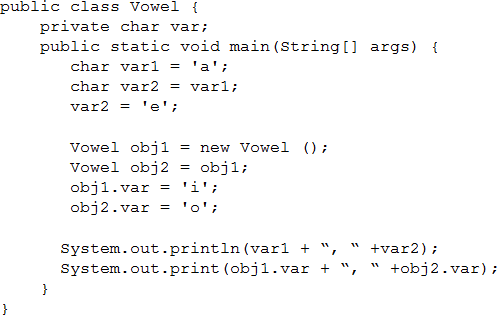 public class Vowel {
    private char var;
    public static void main(String[] args) {
       char var1 = 'a';
       char var2 = var1;
       var2 = 'e';

       Vowel obj1 = new Vowel ();
       Vowel obj2 = obj1;
       obj1.var = 'i';
       obj2.var = 'o';

      System.out.println(var1 + “, “ +var2);
      System.out.print(obj1.var + “, “ +obj2.var);
    }
}